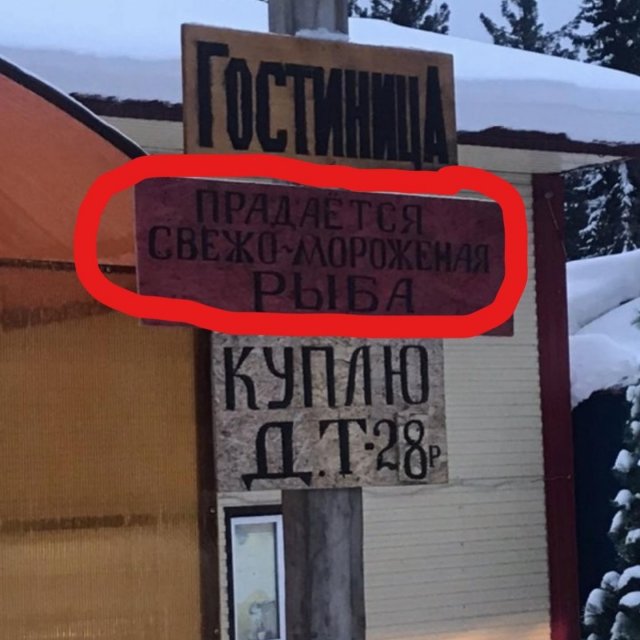 ГОСТИНИЦА
ПРАДАЁТСЯ
СВЕЖО-МОРОЖЕНАЯ
РЫБА
КУПЛЮ
Д.Т-28р